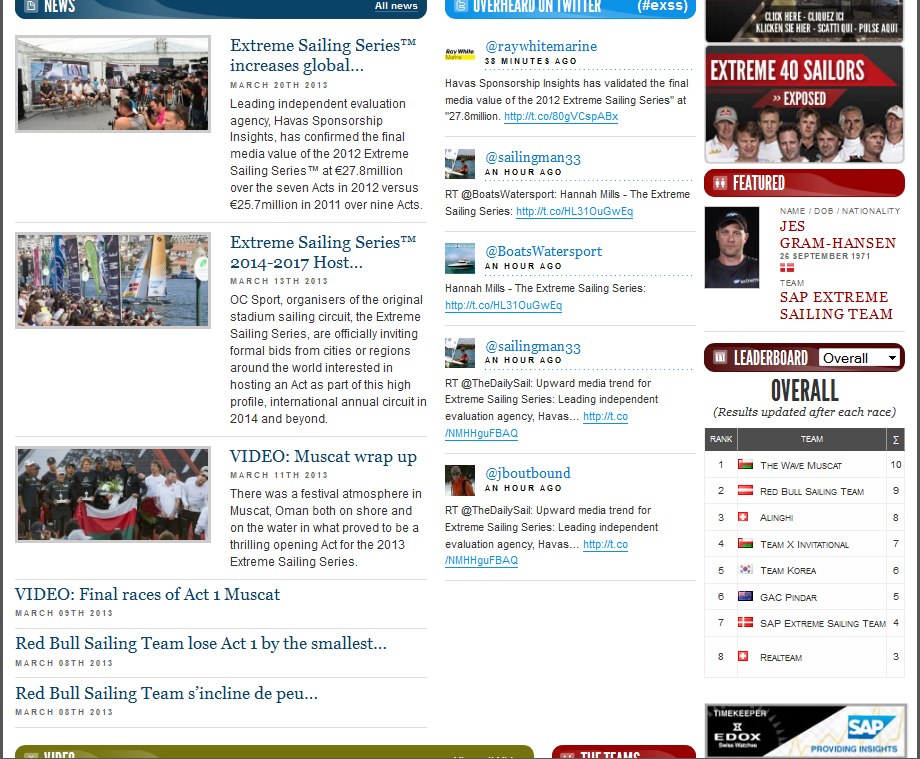 NEWS
All news
Extreme Sailing Series™
increases global...
MARCH 20TH 2013
Leading independent evaluation
agency, Havas Sponsorship
Insights, has confirmed the final
media value of the 2012 Extreme
Sailing Series™ at €27.8million
over the seven Acts in 2012 versus
€25.7million in 2011 over nine Acts.
Extreme Sailing Series™
2014-2017 Host...
MARCH 13TH 2013
OC Sport, organisers of the original
stadium sailing circuit, the Extreme
Sailing Series, are officially inviting
formal bids from cities or regions
around the world interested in
hosting an Act as part of this high
profile, international annual circuit in
2014 and beyond.
VIDEO: Muscat wrap up
MARCH 11TH 2013
There was a festival atmosphere in
Muscat, Oman both on shore and
on the water in what proved to be a
thrilling opening Act for the 2013
Extreme Sailing Series.
VIDEO: Final races of Act 1 Muscat
MARCH 09TH 2013
Red Bull Sailing Team lose Act 1 by the smallest...
MARCH 08TH 2013
Red Bull Sailing Team s'incline de peu...
MARCH 08TH 2013
VIDEO
OVERHEARD ON TWITTER (#exss)
Ray White
Marine
@raywhitemarine
38 MINUTES AGO
Havas Sponsorship Insights has validated the final
media value of the 2012 Extreme Sailing Series" at
"27.8million. http://t.co/80gVCspABx
@sailingman33
AN HOUR AGO
RT @BoatsWatersport: Hannah Mills - The Extreme
Sailing Series: http://t.co/HL31OuGwEq
@BoatsWatersport
AN HOUR AGO
Hannah Mills - The Extreme Sailing Series:
http://t.co/HL31OuGwEq
@sailingman33
AN HOUR AGO
RT @TheDailySail: Upward media trend for
Extreme Sailing Series: Leading independent
evaluation agency, Havas... http://t.co
/NMHHguFBAQ
@jboutbound
AN HOUR AGO
RT @TheDailySail: Upward media trend for
Extreme Sailing Series: Leading independent
evaluation agency, Havas... http://t.co
/NMHHguFBAQ
THE TEAMS
CLICK HERE - CLIQUEZ ICI
KLICKEN SIE HIER - SCATTI QUI - PULSE AQUI
EXTREME 40 SAILORS
>> EXPOSED
FEATURED
NAME / DOB / NATIONALITY
JES
GRAM-HANSEN
26 SEPTEMBER 1971
TEAM
SAP EXTREME
SAILING TEAM
LEADERBOARD Overall
OVERALL
(Results updated after each race)
RANK TEAM Σ
1 THE WAVE MUSCAT 10
2 RED BULL SAILING TEAM 9
3 ALINGHI 8
4 TEAM X INVITATIONAL 7
5 TEAM KOREA 6
6 GAC PINDAR 5
7 SAP EXTREME SAILING TEAM 4
8 REALTEAM 3
TIMEKEEPER
EDOX
Swiss Watches
SAP
PROVIDING INSIGHTS